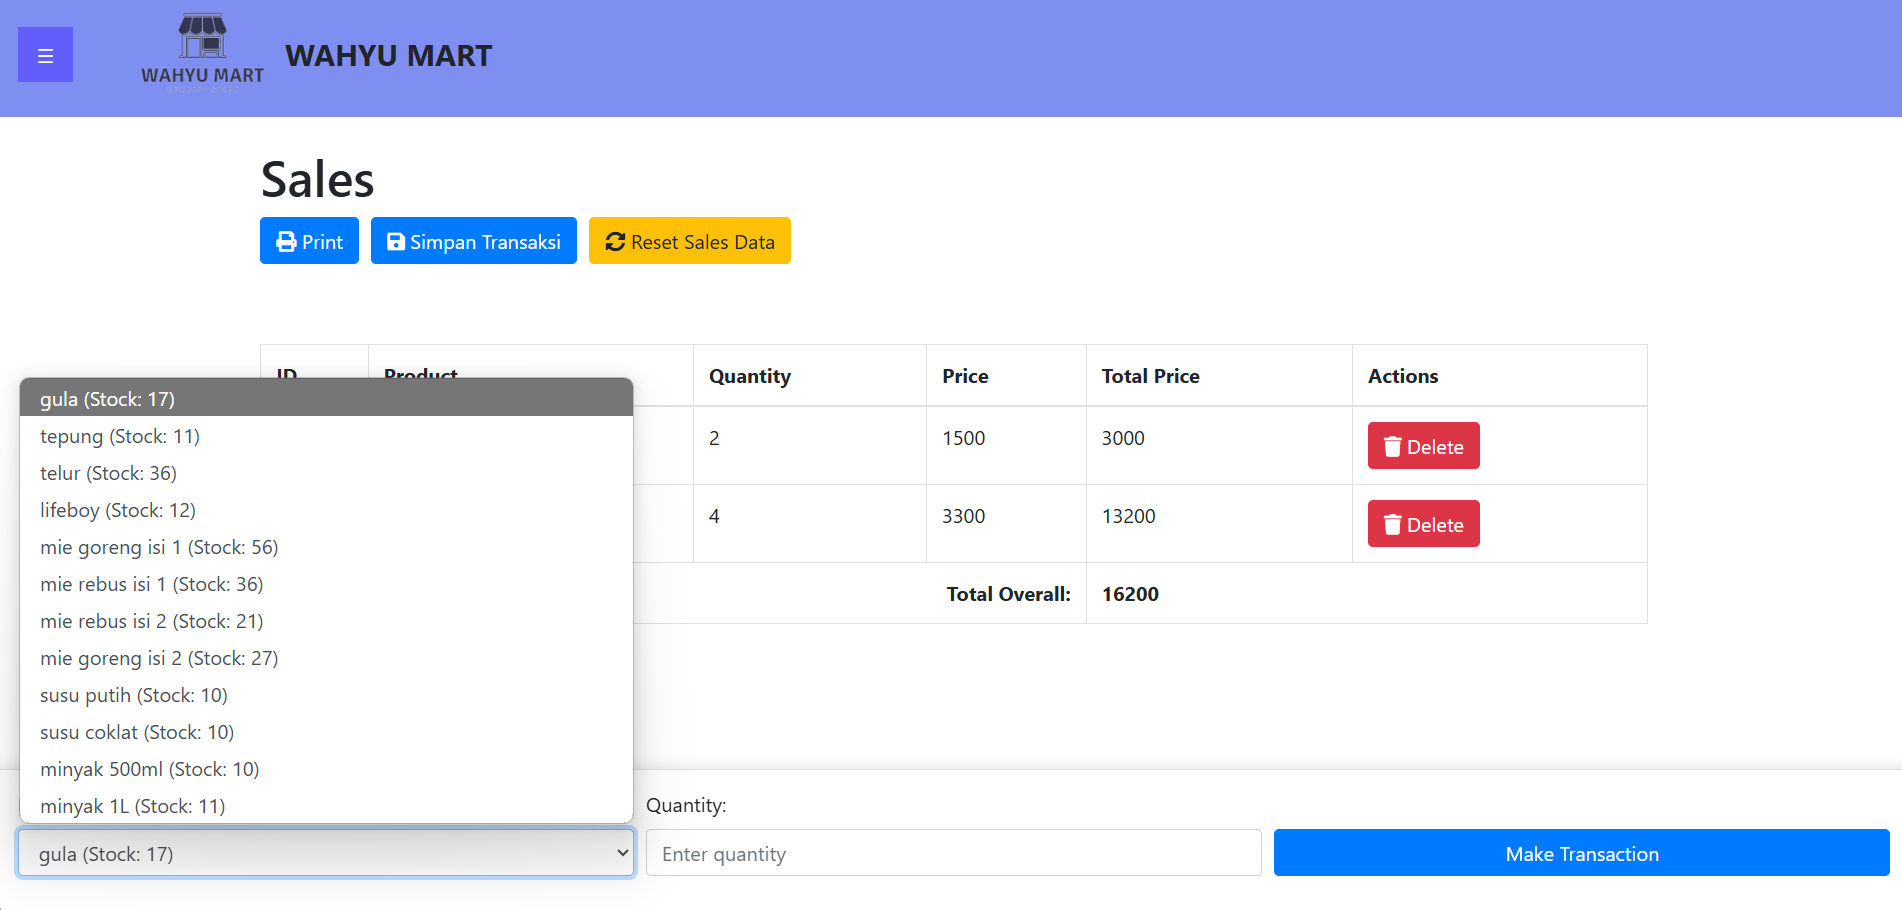 ☰
WAHYU MART
WAHYU MART
Sales
Print
Simpan Transaksi
Reset Sales Data
ID Product Quantity Price Total Price Actions
2 1500 3000 Delete
4 3300 13200 Delete
Total Overall: 16200
gula (Stock: 17)
tepung (Stock: 11)
telur (Stock: 36)
lifeboy (Stock: 12)
mie goreng isi 1 (Stock: 56)
mie rebus isi 1 (Stock: 36)
mie rebus isi 2 (Stock: 21)
mie goreng isi 2 (Stock: 27)
susu putih (Stock: 10)
susu coklat (Stock: 10)
minyak 500ml (Stock: 10)
minyak 1L (Stock: 11)
Quantity:
gula (Stock: 17)
Enter quantity
Make Transaction